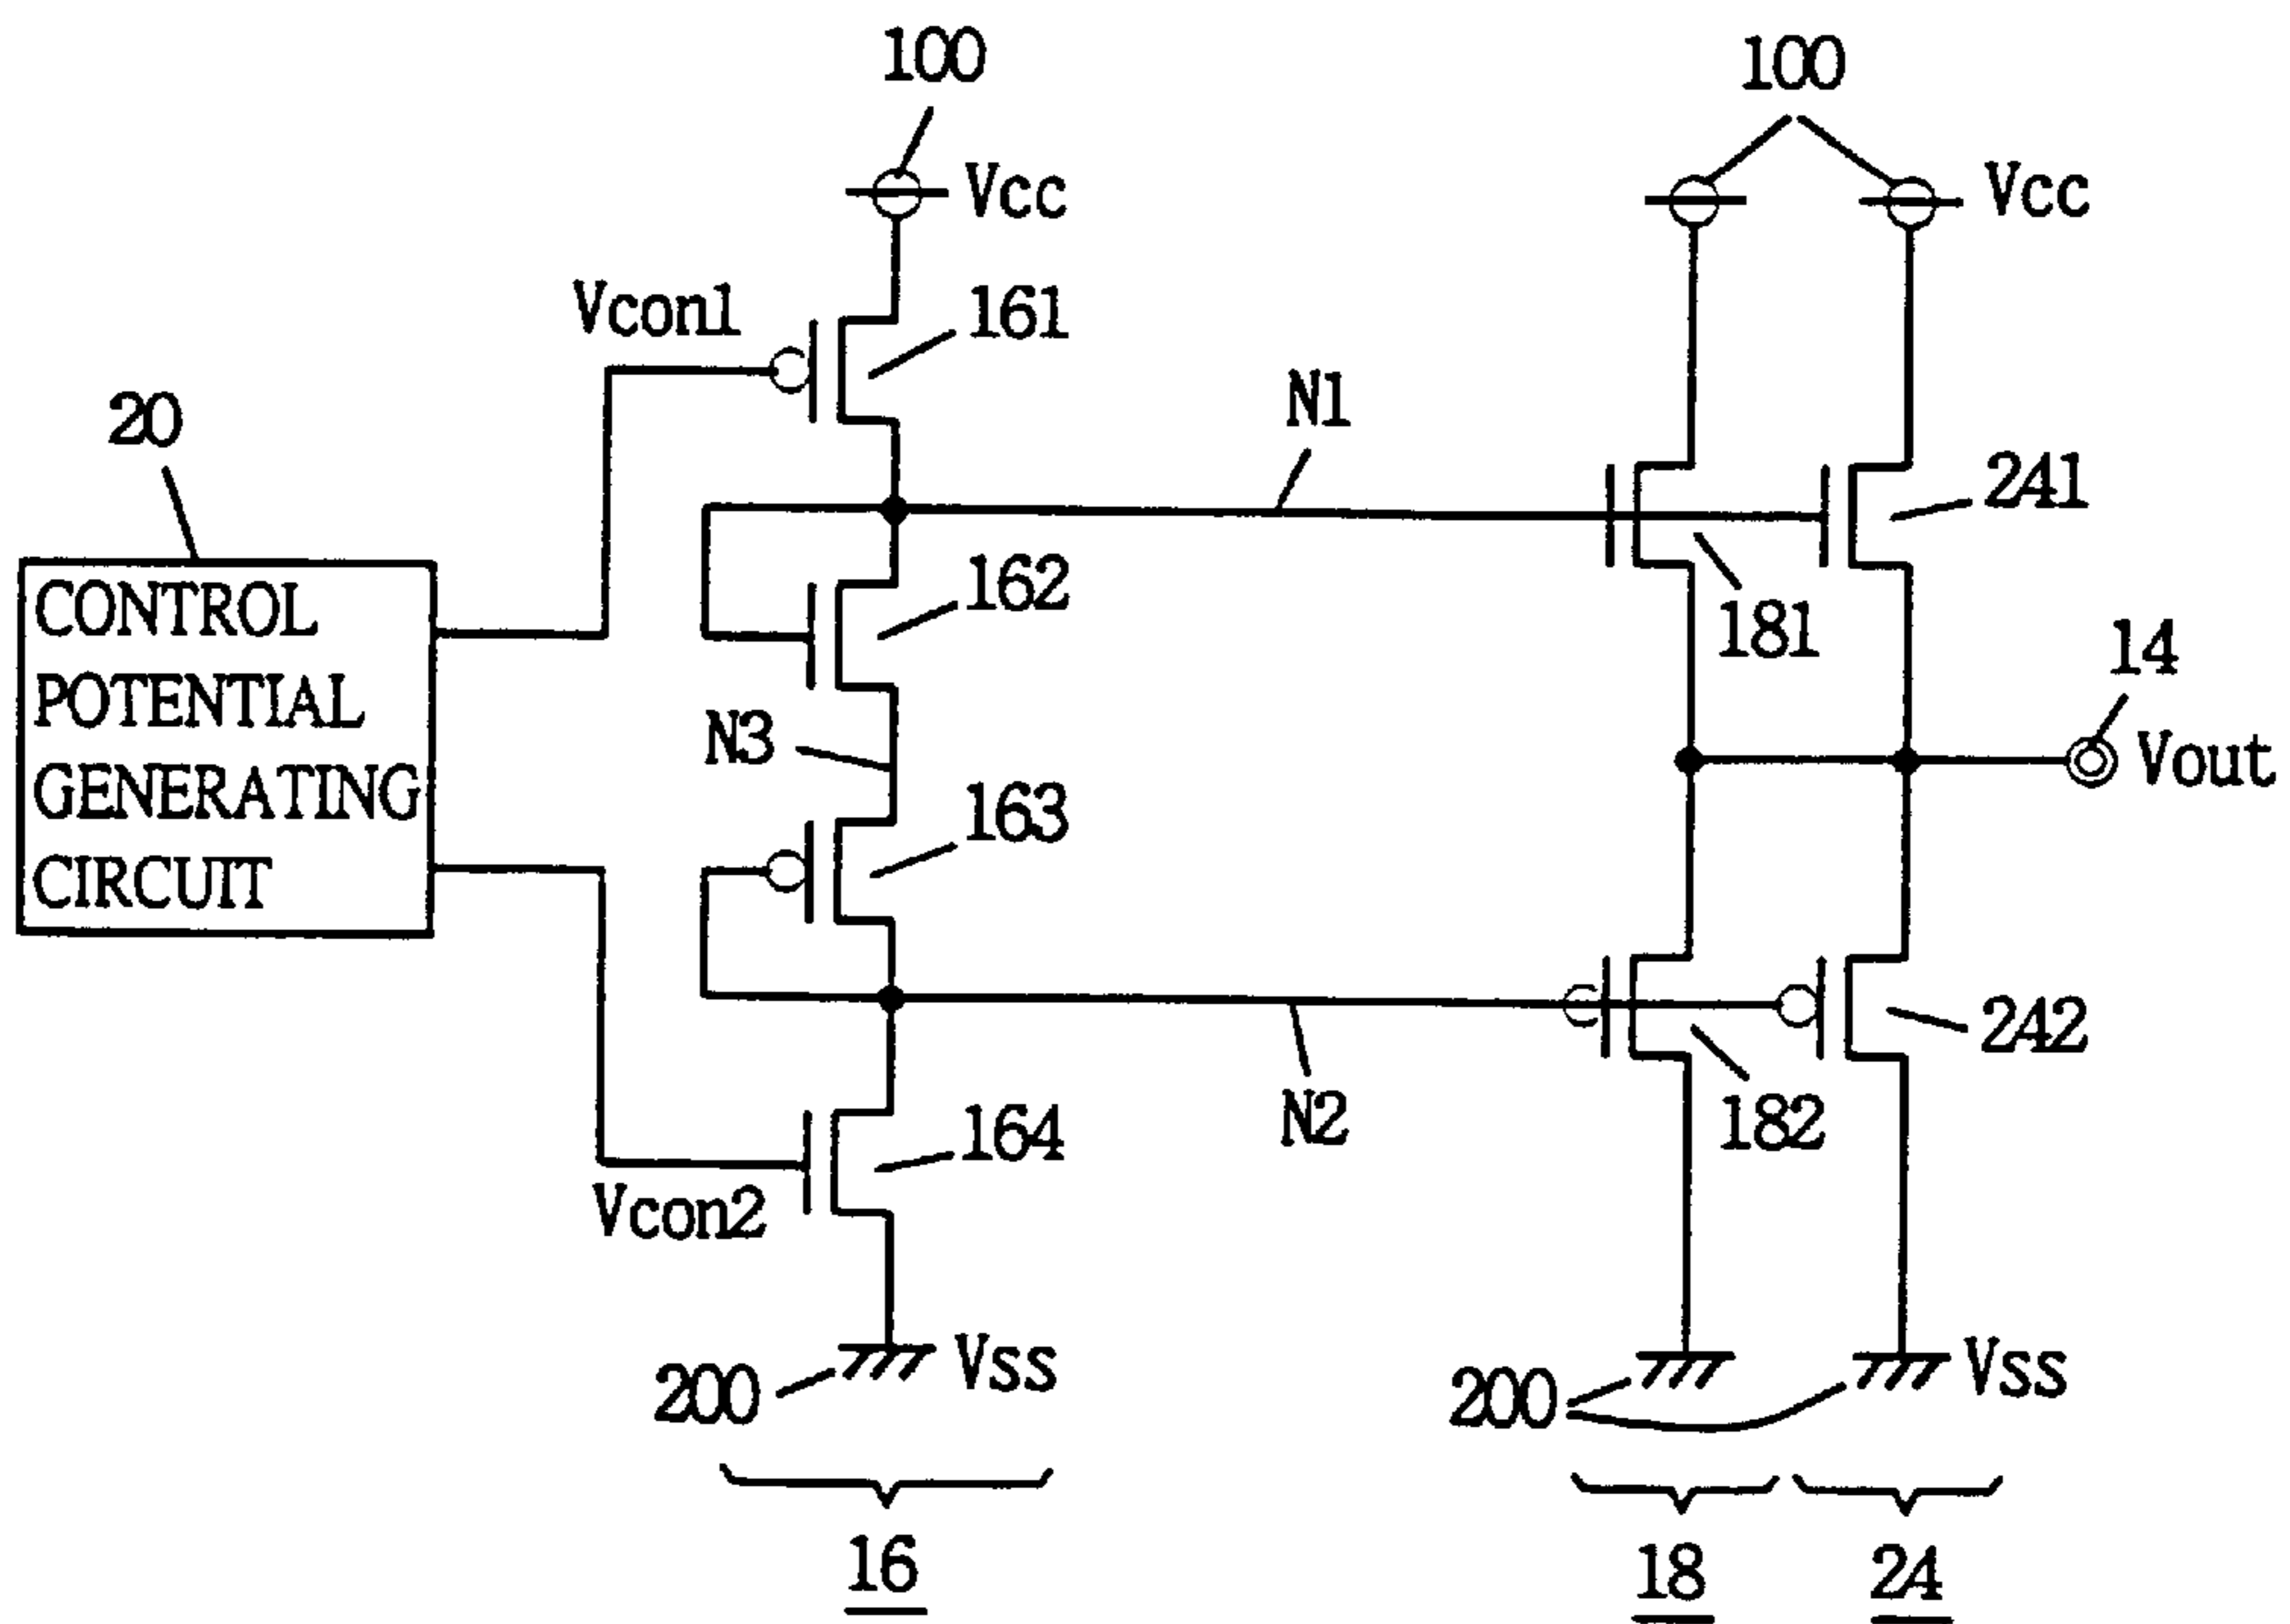 100
100
Vcc
Vcc
Vcon1
161
20
N1
241
162
181
CONTROL
POTENTIAL
GENERATING
CIRCUIT
14
N3
Vout
163
242
N2
182
164
Vcon2
200
Vss
200
Vss
16
18
24